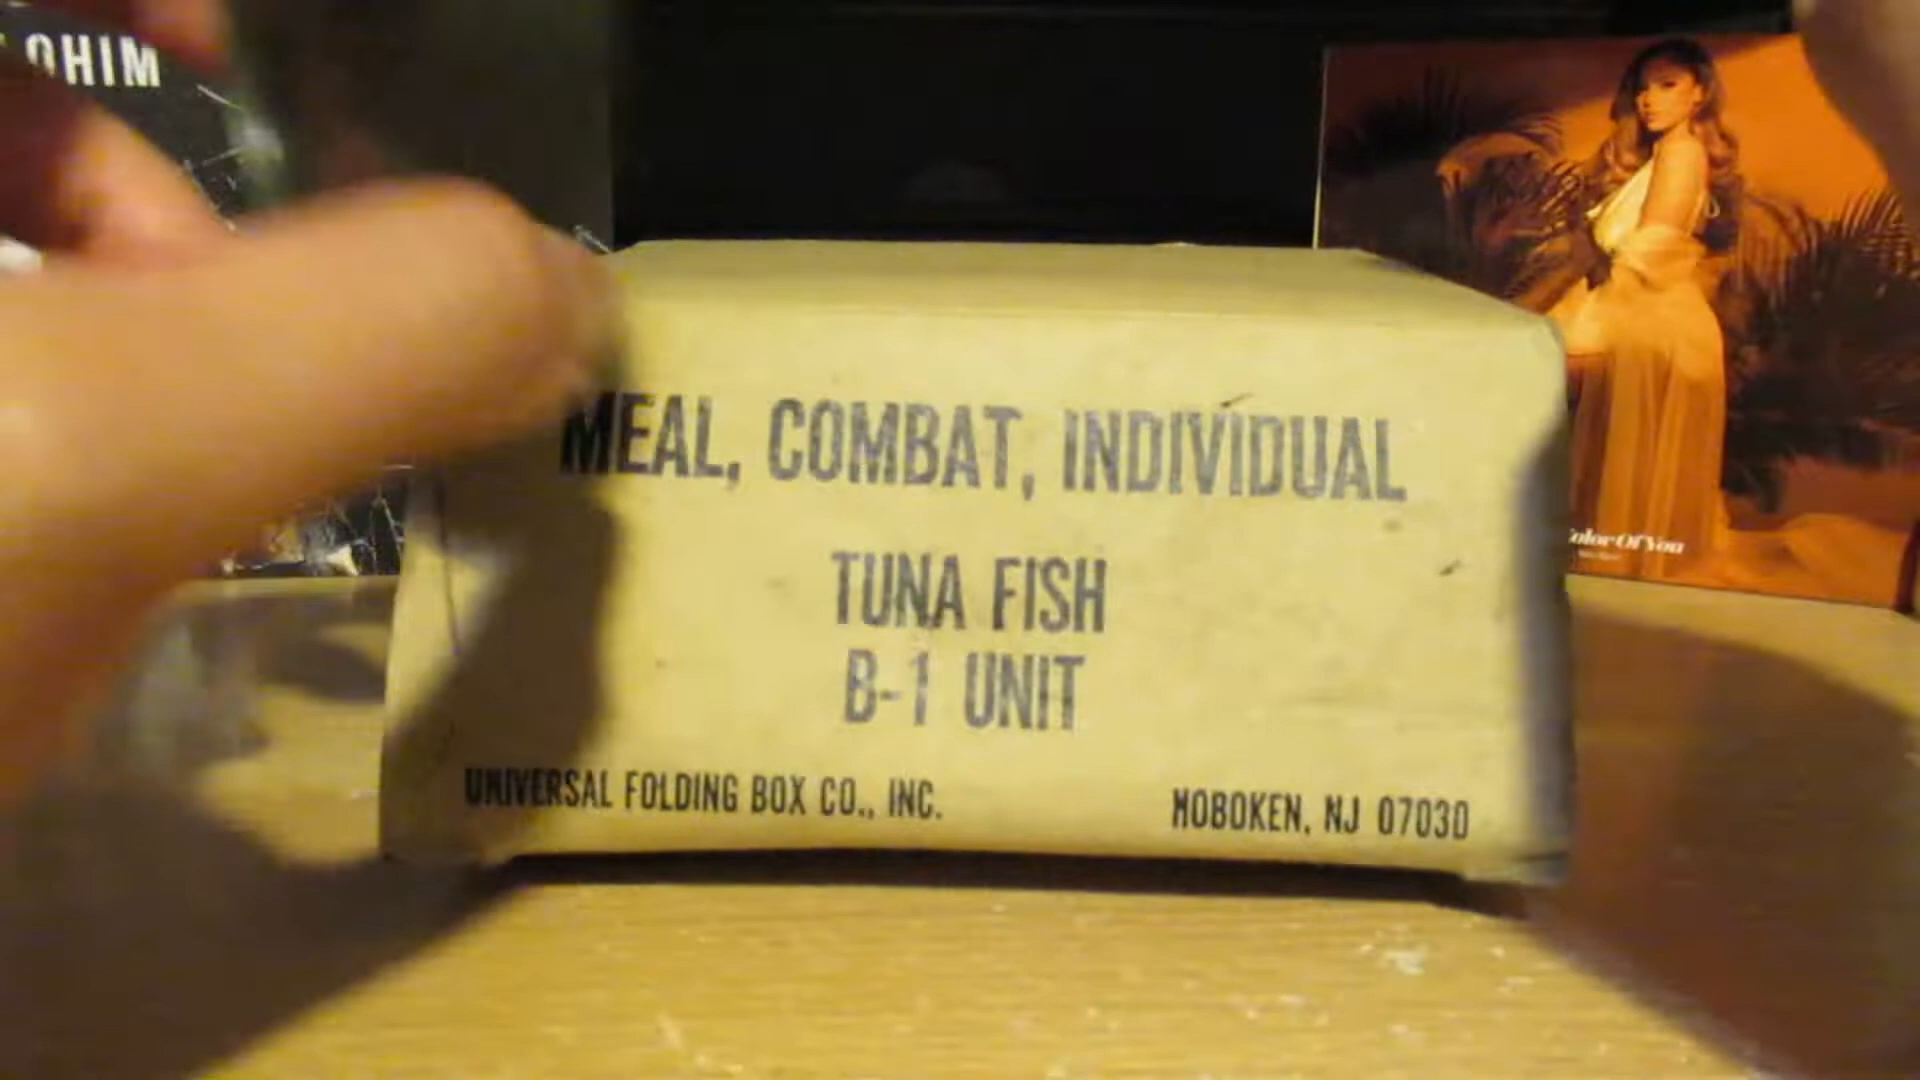 OHIM
MEAL, COMBAT, INDIVIDUAL
TUNA FISH
B-1 UNIT
UNIVERSAL FOLDING BOX CO., INC.
HOBOKEN, NJ 07030
Color Of You